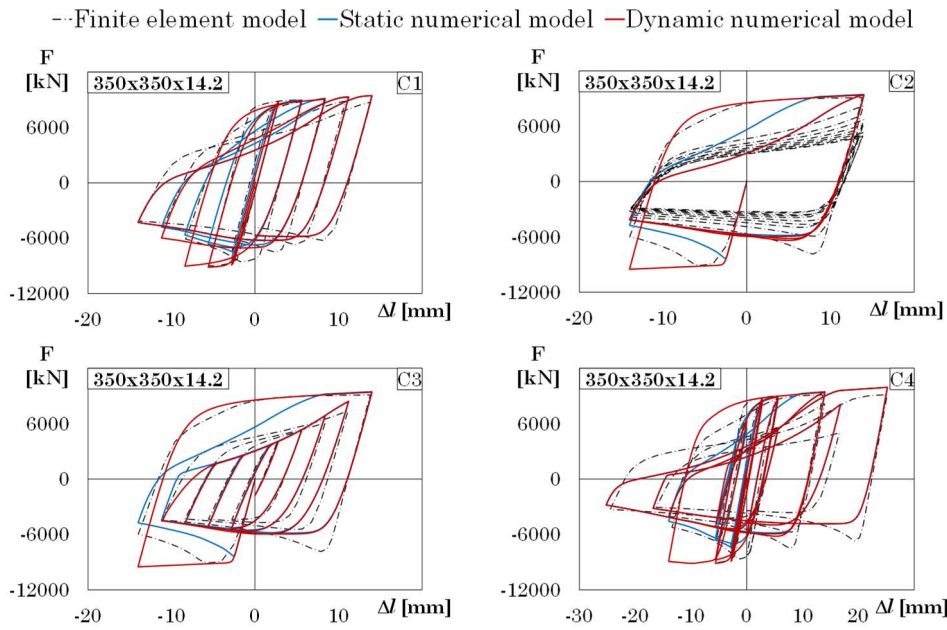 Finite element model Static numerical model Dynamic numerical model
F
[kN]
350x350x14.2 C1
6000
0
-6000
-12000
-20 -10 0 10 Δl [mm]
F
[kN]
350x350x14.2 C2
6000
0
-6000
-12000
-20 -10 0 10 20 Δl [mm]
F
[kN]
350x350x14.2 C3
6000
0
-6000
-12000
-20 -10 0 10 Δl [mm]
F
[kN]
350x350x14.2 C4
6000
0
-6000
-12000
-30 -20 -10 0 10 20 Δl [mm]